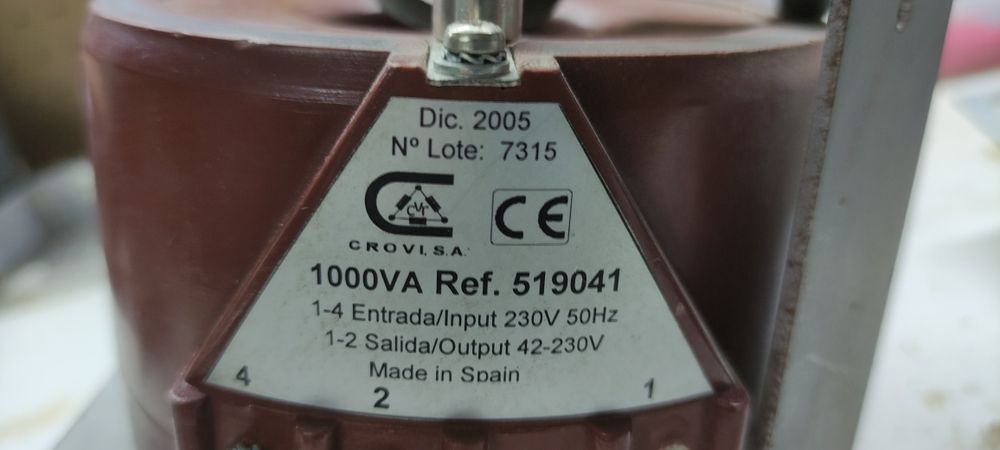 Dic. 2005
Nº Lote: 7315
CVT
CE
CROVI, S.A.
1000VA Ref. 519041
1-4 Entrada/Input 230V 50Hz
1-2 Salida/Output 42-230V
Made in Spain
4 2 1